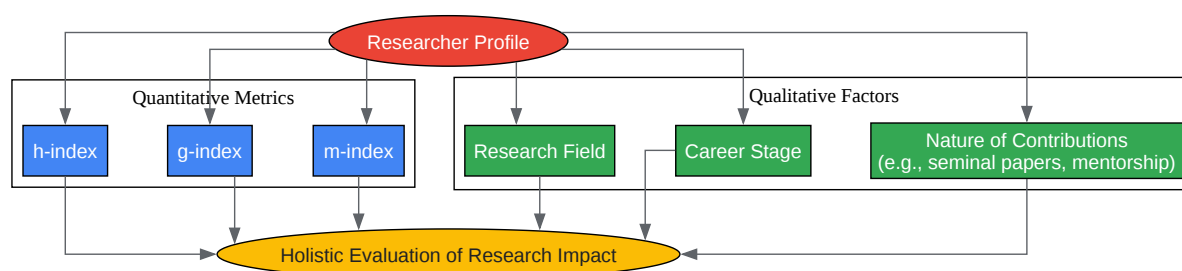 Researcher Profile
Quantitative Metrics
Qualitative Factors
h-index
g-index
m-index
Research Field
Career Stage
Nature of Contributions
(e.g., seminal papers, mentorship)
Holistic Evaluation of Research Impact